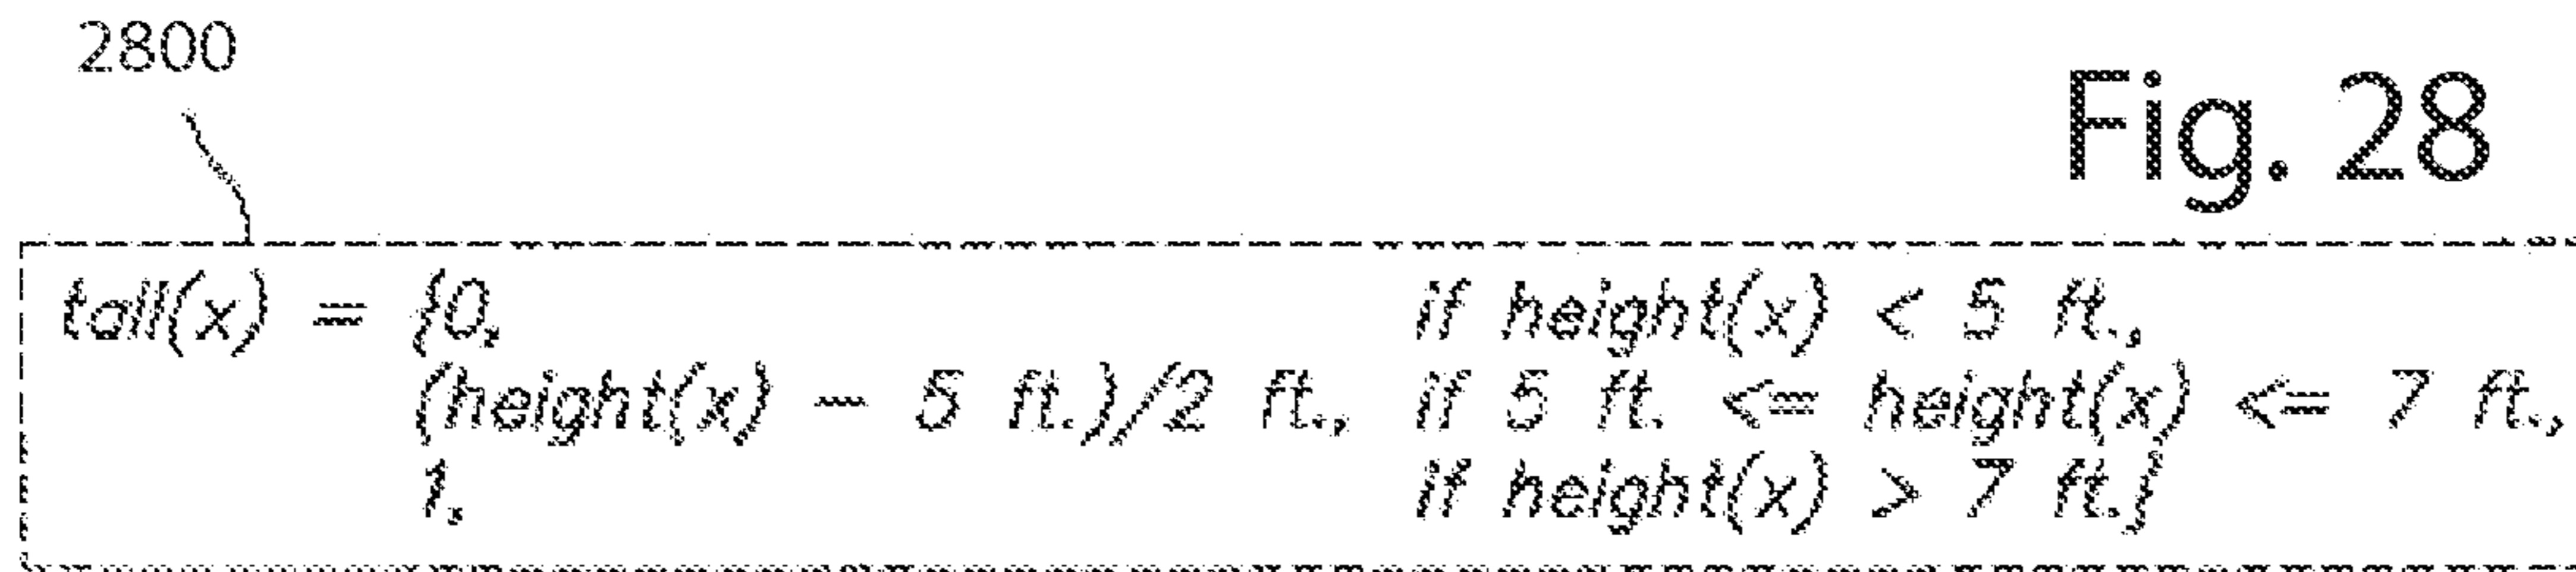 2800
Fig. 28
tall(x) = {0, if height(x) < 5 ft.,
(height(x) – 5 ft.)/2 ft., if 5 ft. <= height(x) <= 7 ft.,
1, if height(x) > 7 ft.}